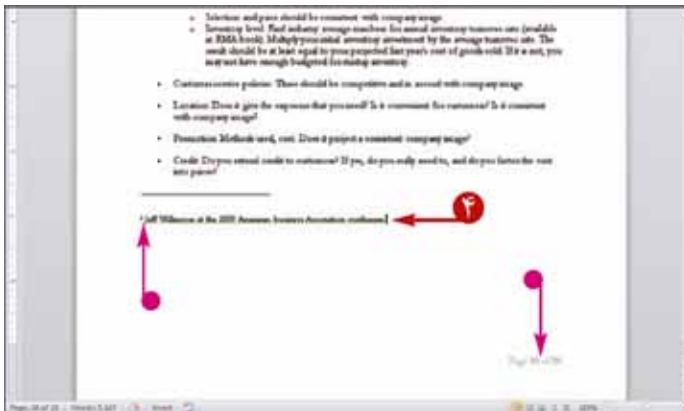 ○ Selection and price should be consistent with company image.
○ Inventory level: Find industry average numbers for annual inventory turnover rate (available
at RMA book). Multiply your initial inventory investment by the average turnover rate. The
result should be at least equal to your projected first year's cost of goods sold. If it is not, you
may not have enough budgeted for startup inventory.
• Customer service policies: These should be competitive and in accord with company image.
• Location: Does it give the exposure that you need? Is it convenient for customers? Is it consistent
with company image?
• Promotion: Methods used, cost. Does it project a consistent company image?
• Credit: Do you extend credit to customers? If yes, do you really need to, and do you factor the cost
into prices?
Jeff Wilkinson at the 2009 American Business Association conference
۴
Page
Words: